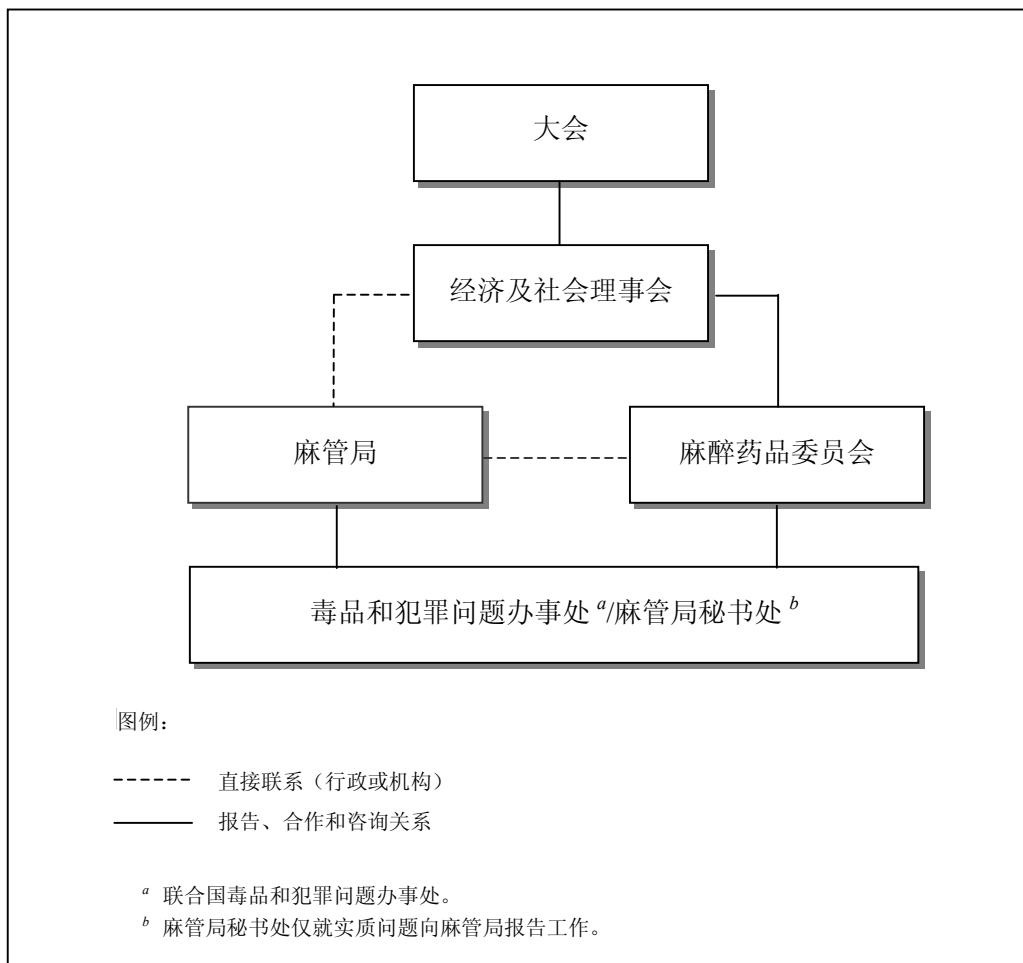 大会
经济及社会理事会
麻管局
麻醉药品委员会
毒品和犯罪问题办事处 a/麻管局秘书处 b
图例：
直接联系（行政或机构）
报告、合作和咨询关系
a 联合国毒品和犯罪问题办事处。
b 麻管局秘书处仅就实质问题向麻管局报告工作。